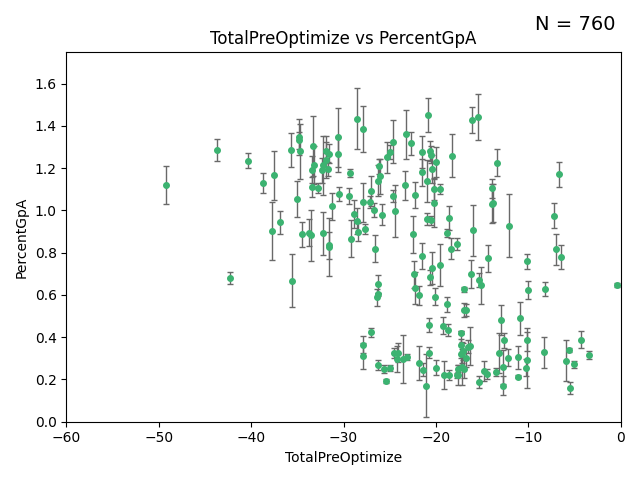 N = 760
TotalPreOptimize vs PercentGpA
PercentGpA
1.6
1.4
1.2
1.0
0.8
0.6
0.4
0.2
0.0
−60 −50 −40 −30 −20 −10 0
TotalPreOptimize